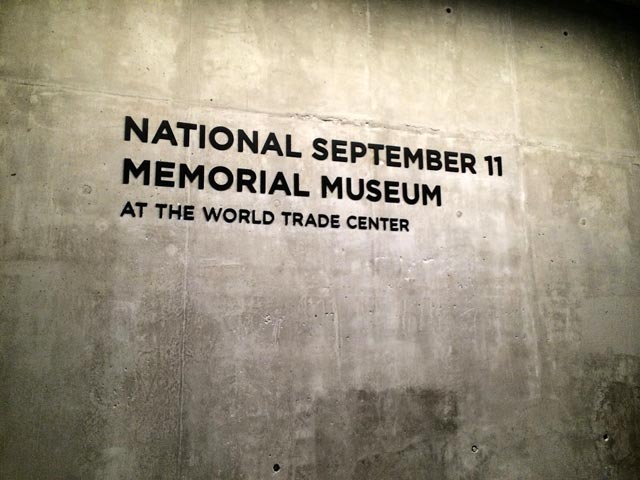 NATIONAL SEPTEMBER 11
MEMORIAL MUSEUM
AT THE WORLD TRADE CENTER